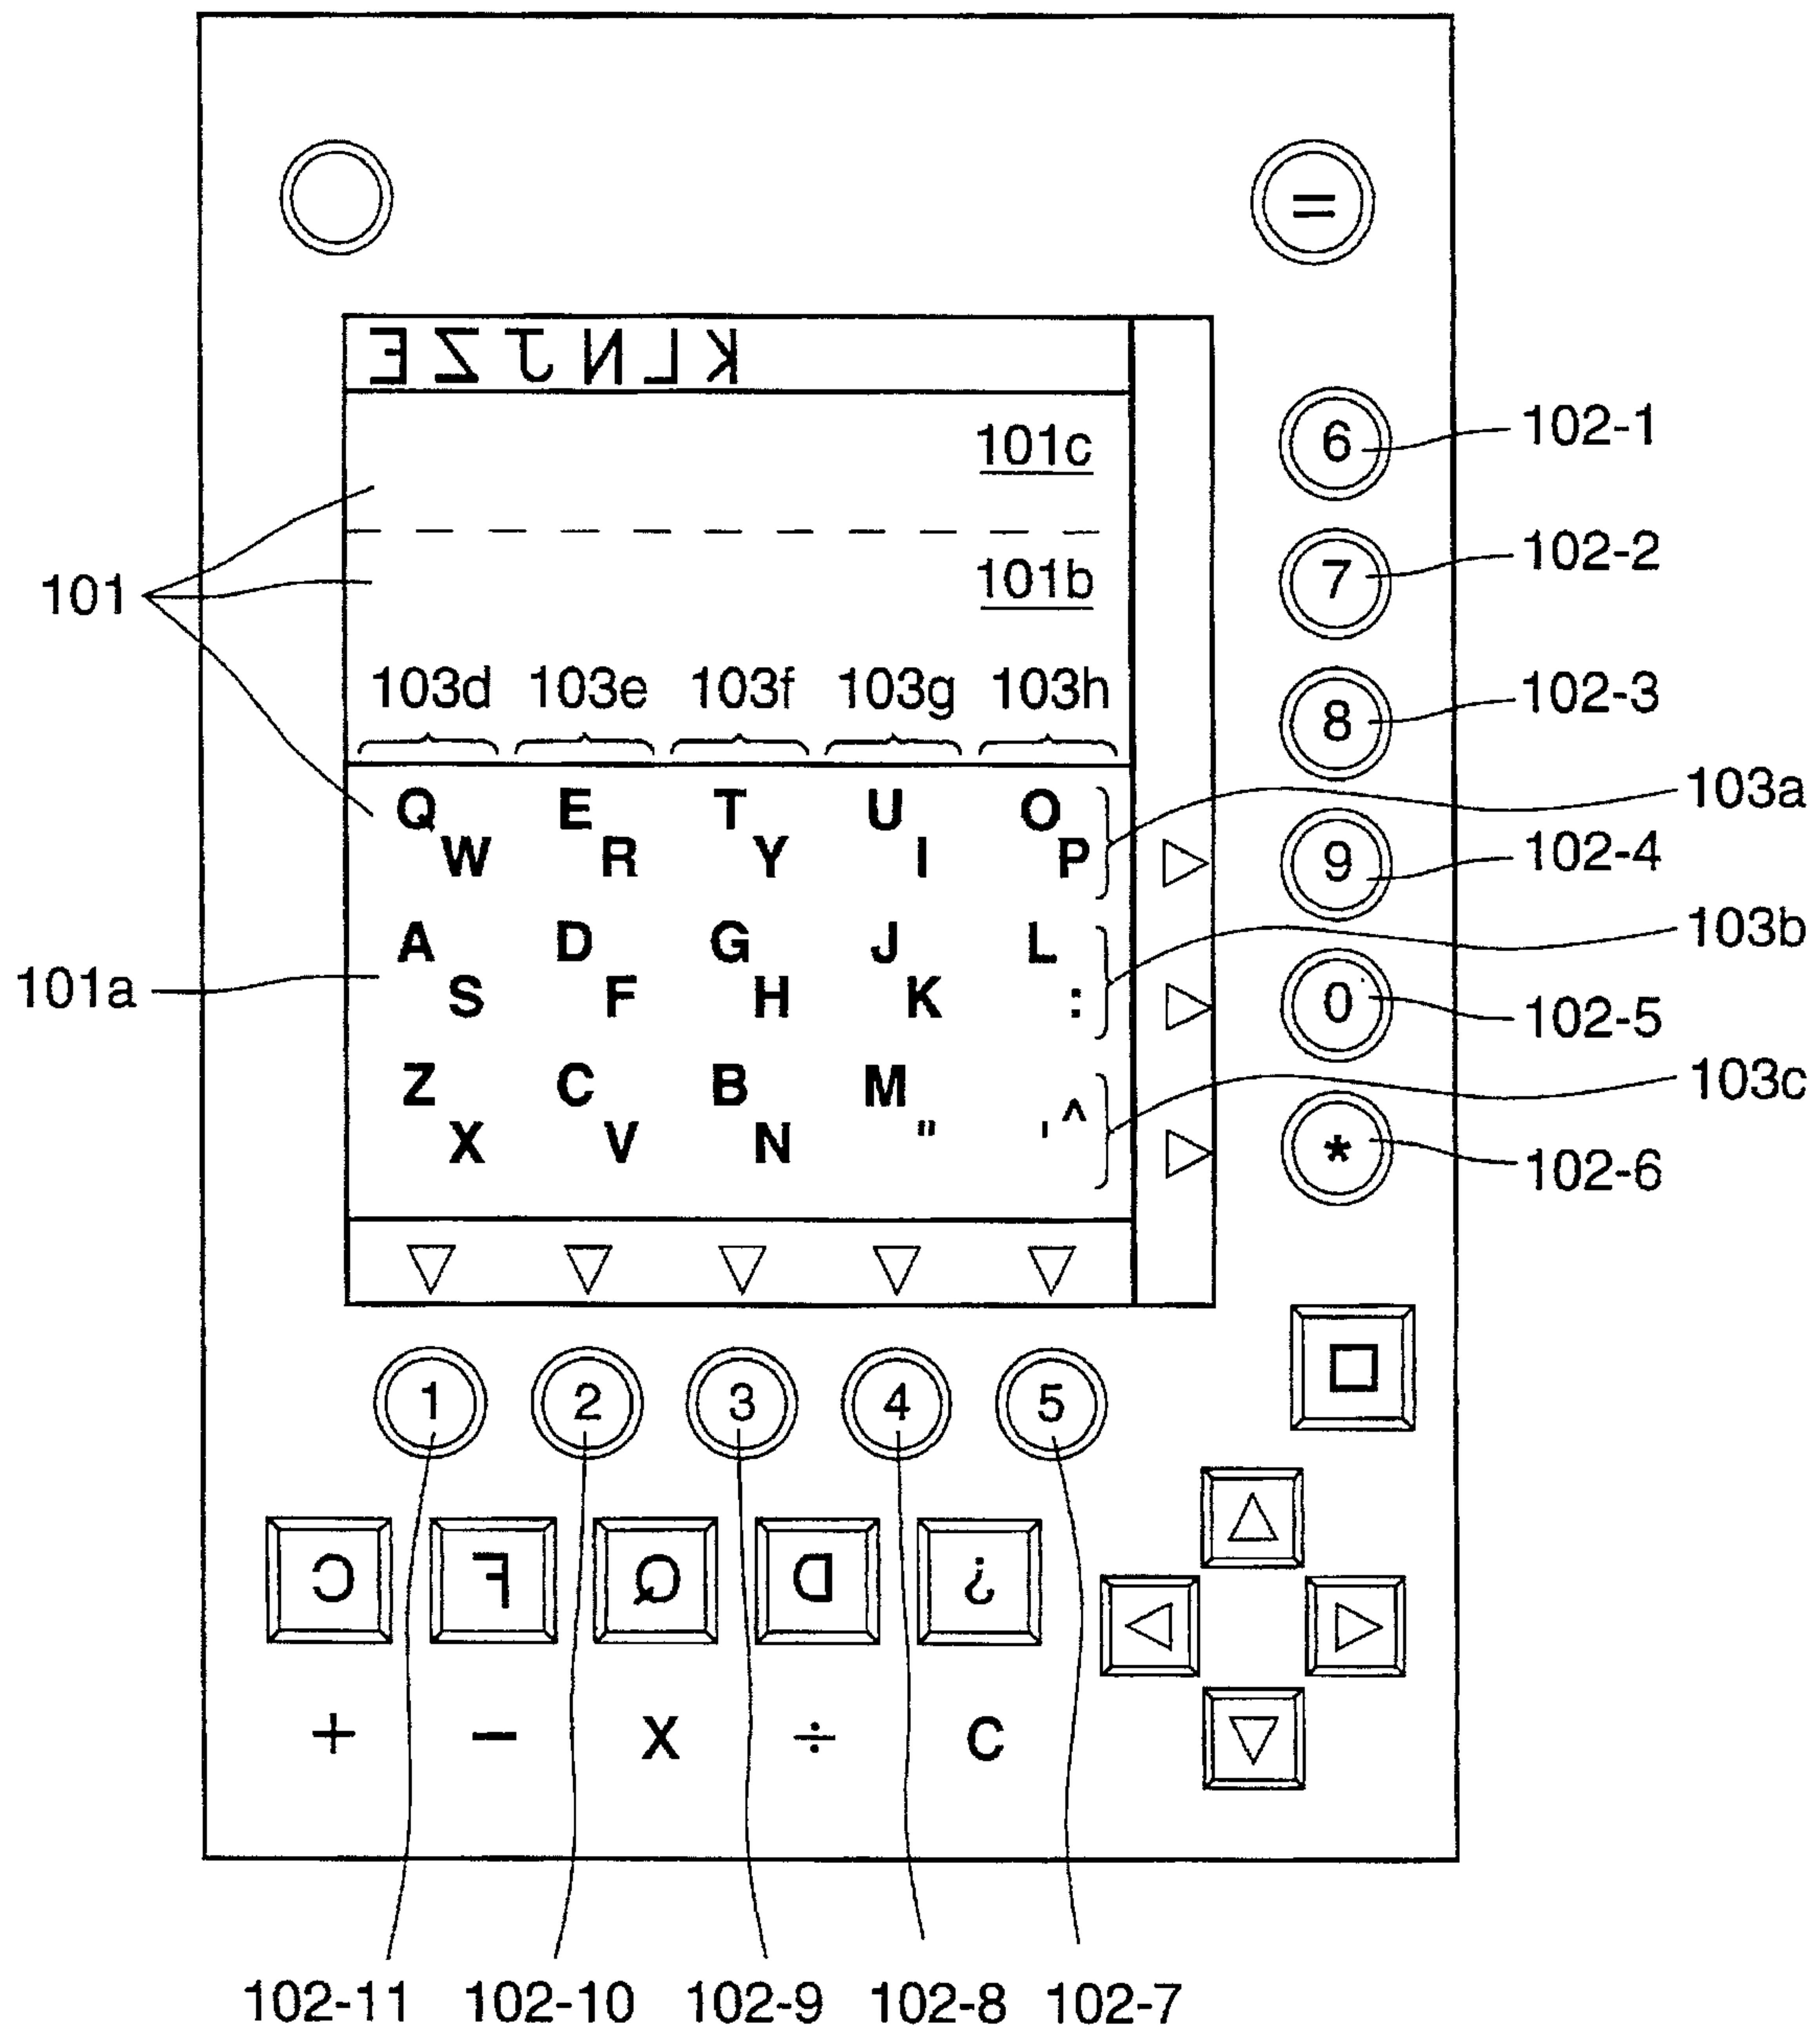 =
EZJNLK
101c
6 102-1
101b
7 102-2
101
103d 103e 103f 103g 103h
8 102-3
Q E T U O
103a
W R Y I P
9 102-4
A D G J L
103b
101a
S F H K :
0 102-5
Z C B M ^
103c
X V N " '
* 102-6
1 2 3 4 5
C F Q D ¿
+ − X ÷ C
102-11 102-10 102-9 102-8 102-7